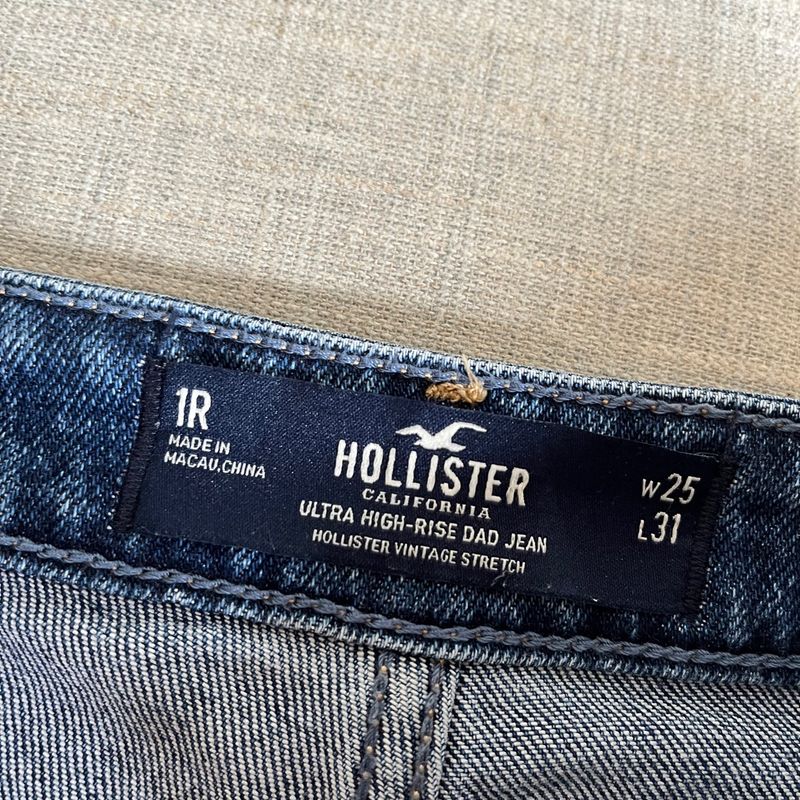 1R
MADE IN
MACAU,CHINA
HOLLISTER
CALIFORNIA
ULTRA HIGH-RISE DAD JEAN
HOLLISTER VINTAGE STRETCH
W25
L31